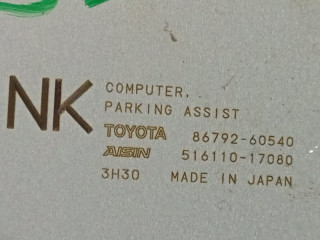 NK
COMPUTER,
PARKING ASSIST
TOYOTA 86792-60540
AISIN 516110-17080
3H30 MADE IN JAPAN